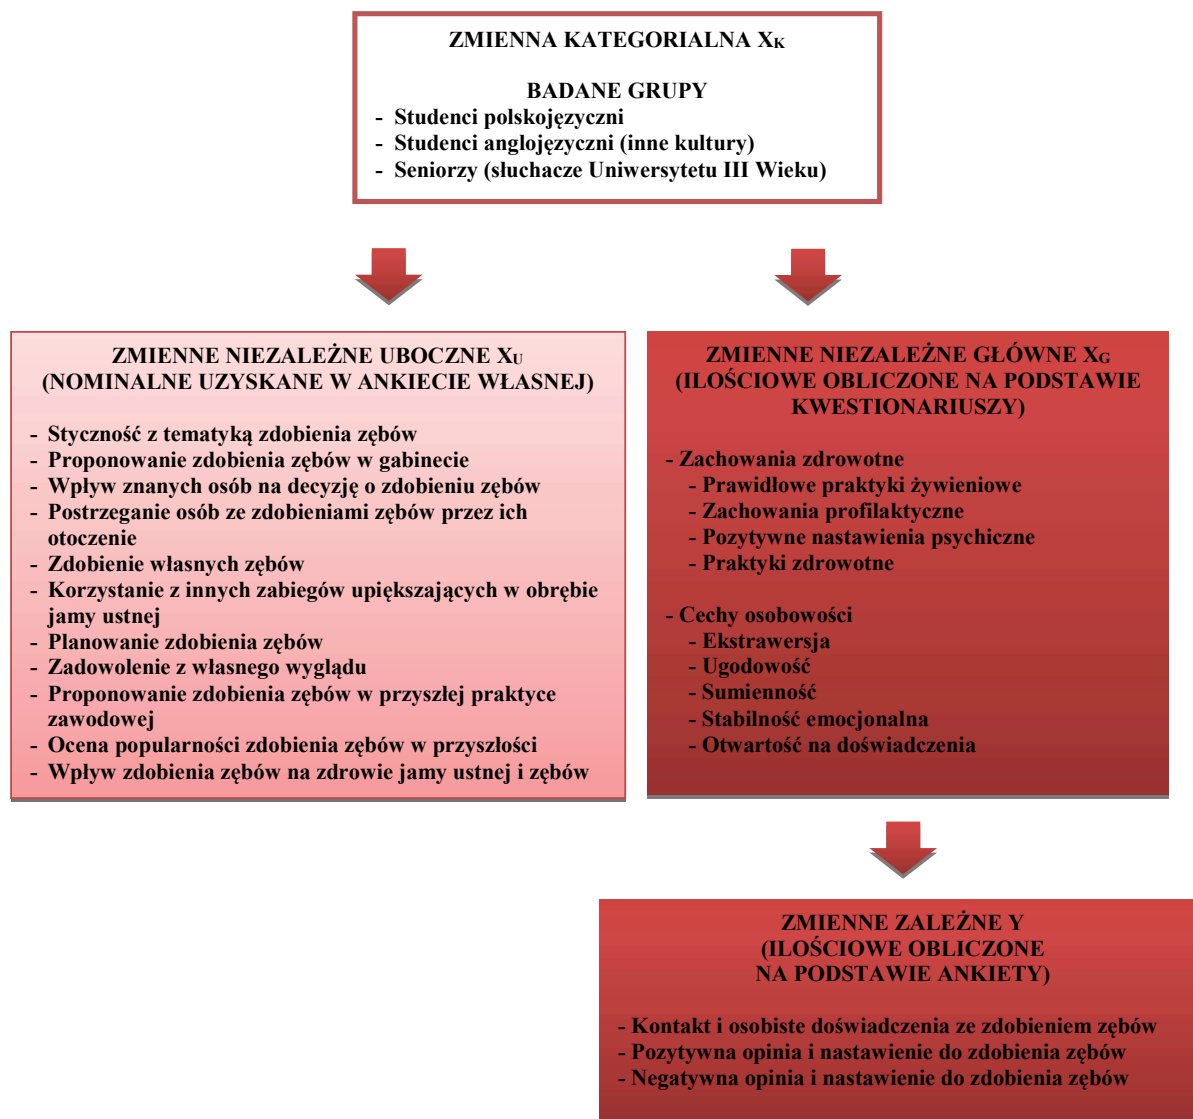 ZMIENNA KATEGORIALNA XK
BADANE GRUPY
- Studenci polskojęzyczni
- Studenci anglojęzyczni (inne kultury)
- Seniorzy (słuchacze Uniwersytetu III Wieku)
ZMIENNE NIEZALEŻNE UBOCZNE XU
(NOMINALNE UZYSKANE W ANKIECIE WŁASNEJ)
- Styczność z tematyką zdobienia zębów
- Proponowanie zdobienia zębów w gabinecie
- Wpływ znanych osób na decyzję o zdobieniu zębów
- Postrzeganie osób ze zdobieniami zębów przez ich
otoczenie
- Zdobienie własnych zębów
- Korzystanie z innych zabiegów upiększających w obrębie
jamy ustnej
- Planowanie zdobienia zębów
- Zadowolenie z własnego wyglądu
- Proponowanie zdobienia zębów w przyszłej praktyce
zawodowej
- Ocena popularności zdobienia zębów w przyszłości
- Wpływ zdobienia zębów na zdrowie jamy ustnej i zębów
ZMIENNE NIEZALEŻNE GŁÓWNE XG
(ILOŚCIOWE OBLICZONE NA PODSTAWIE
KWESTIONARIUSZY)
- Zachowania zdrowotne
- Prawidłowe praktyki żywieniowe
- Zachowania profilaktyczne
- Pozytywne nastawienia psychiczne
- Praktyki zdrowotne
- Cechy osobowości
- Ekstrawersja
- Ugodowość
- Sumienność
- Stabilność emocjonalna
- Otwartość na doświadczenia
ZMIENNE ZALEŻNE Y
(ILOŚCIOWE OBLICZONE
NA PODSTAWIE ANKIETY)
- Kontakt i osobiste doświadczenia ze zdobieniem zębów
- Pozytywna opinia i nastawienie do zdobienia zębów
- Negatywna opinia i nastawienie do zdobienia zębów